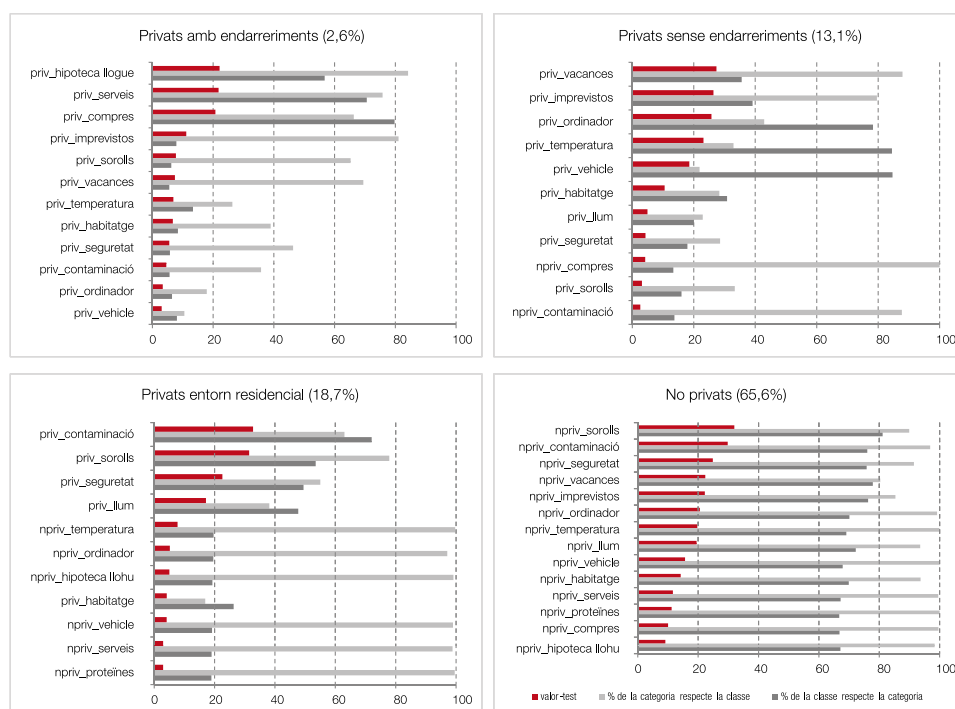 Privats amb endarreriments (2,6%)
priv_hipoteca llogue
priv_serveis
priv_compres
priv_imprevistos
priv_sorolls
priv_vacances
priv_temperatura
priv_habitatge
priv_seguretat
priv_contaminació
priv_ordinador
priv_vehicle
0 20 40 60 80 100
Privats sense endarreriments (13,1%)
priv_vacances
priv_imprevistos
priv_ordinador
priv_temperatura
priv_vehicle
priv_habitatge
priv_llum
priv_seguretat
npriv_compres
priv_sorolls
npriv_contaminació
0 20 40 60 80 100
Privats entorn residencial (18,7%)
priv_contaminació
priv_sorolls
priv_seguretat
priv_llum
npriv_temperatura
npriv_ordinador
npriv_hipoteca llohu
priv_habitatge
npriv_vehicle
npriv_serveis
npriv_proteïnes
0 20 40 60 80 100
No privats (65,6%)
npriv_sorolls
npriv_contaminació
npriv_seguretat
npriv_vacances
npriv_imprevistos
npriv_ordinador
npriv_temperatura
npriv_llum
npriv_vehicle
npriv_habitatge
npriv_serveis
npriv_proteïnes
npriv_compres
npriv_hipoteca llohu
0 20 40 60 80 100
valor-test % de la categoria respecte la classe % de la classe respecte la categoria